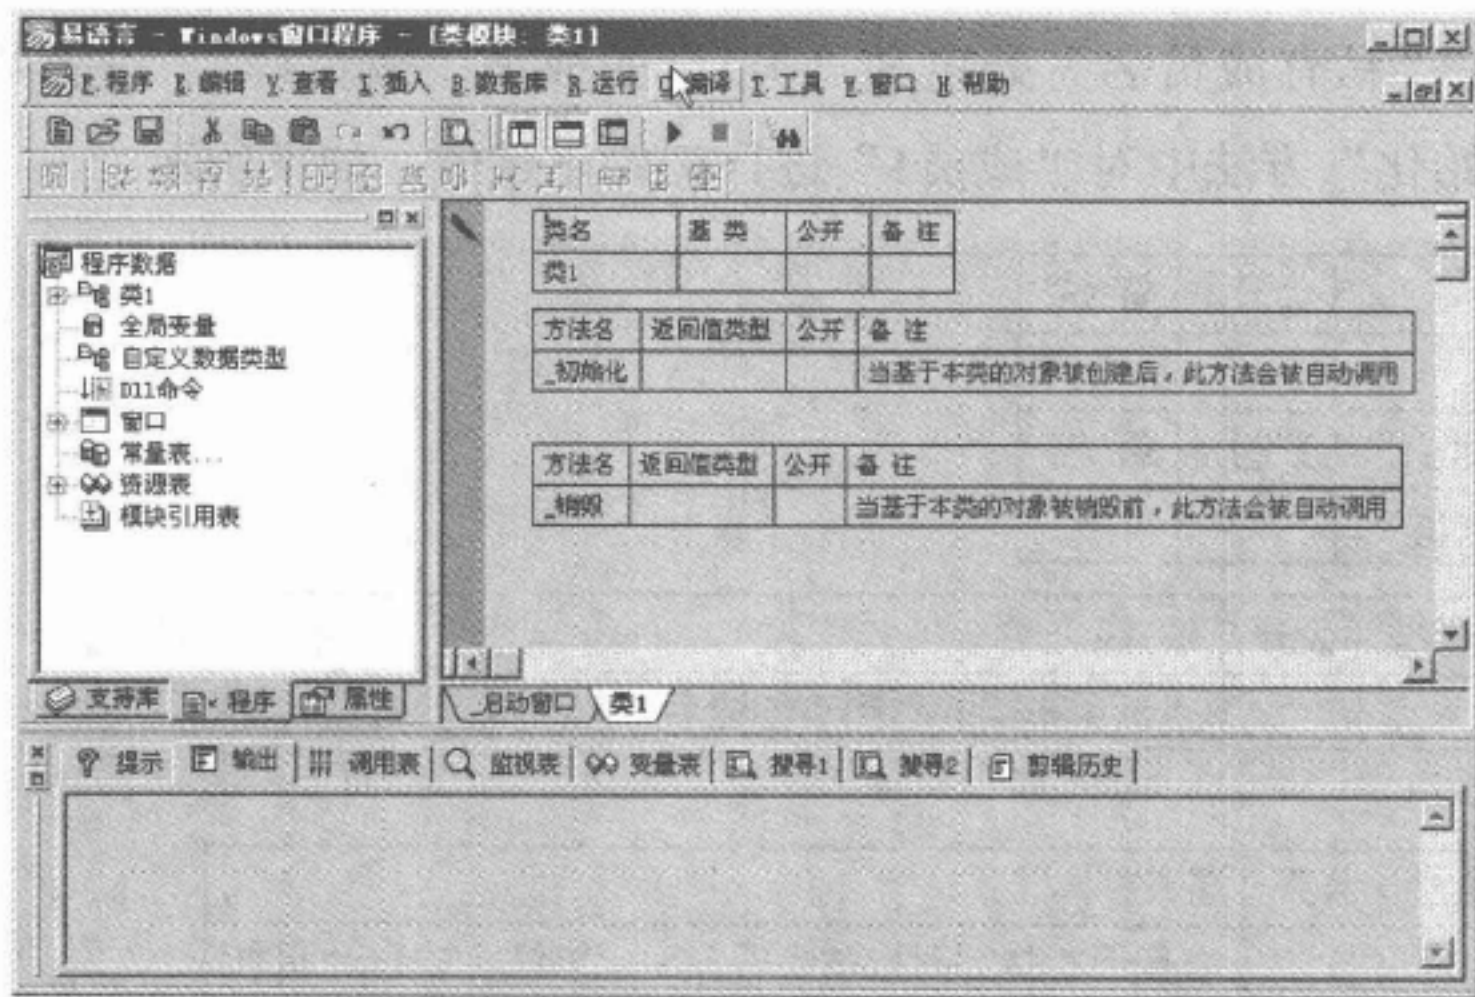 易语言 - Windows窗口程序 - [类模块: 类1]
F.程序 E.编辑 V.查看 I.插入 B.数据库 R.运行 C.编译 T.工具 W.窗口 H.帮助
程序数据
类1
全局变量
自定义数据类型
Dll命令
窗口
常量表...
资源表
模块引用表
支持库 程序 属性
类名 基 类 公开 备 注
类1
方法名 返回值类型 公开 备 注
_初始化 当基于本类的对象被创建后，此方法会被自动调用
方法名 返回值类型 公开 备 注
_销毁 当基于本类的对象被销毁前，此方法会被自动调用
_启动窗口 类1
提示 输出 调用表 监视表 变量表 搜寻1 搜寻2 剪辑历史